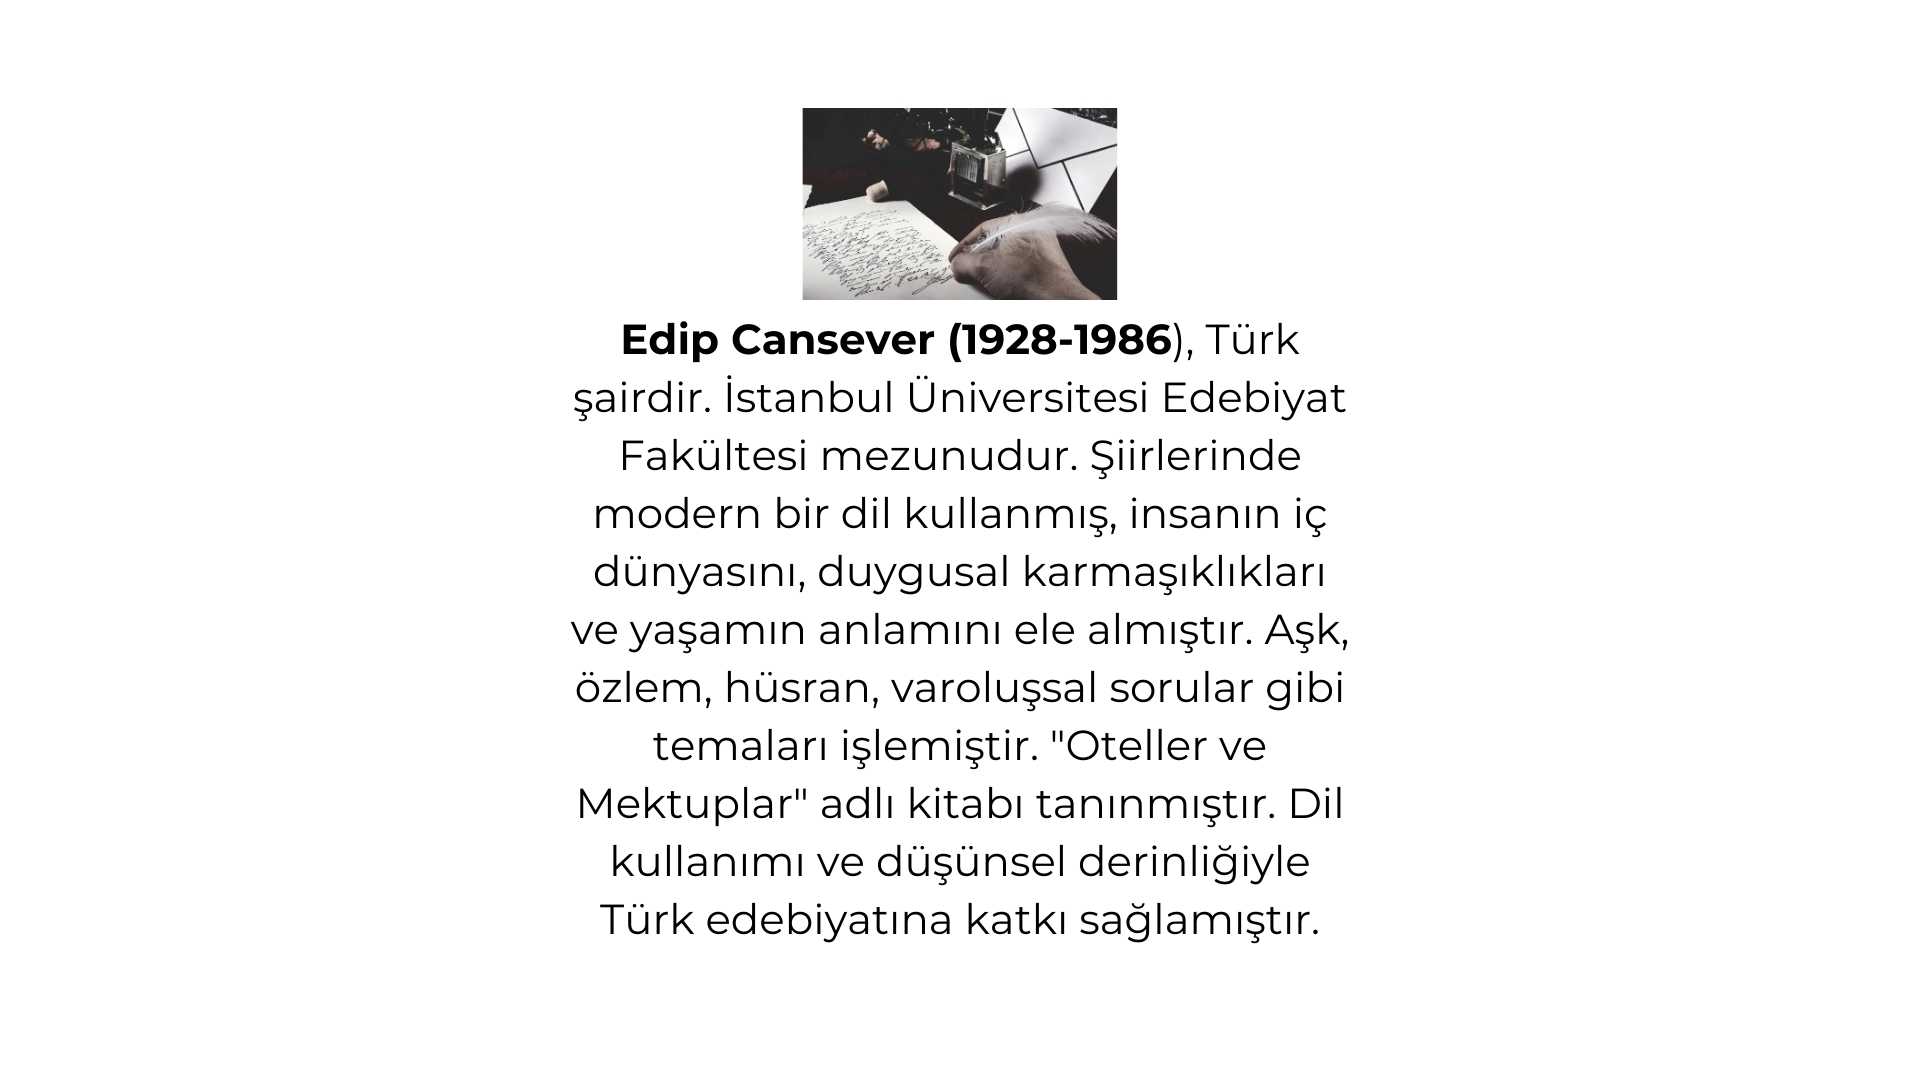 Edip Cansever (1928-1986), Türk
şairdir. İstanbul Üniversitesi Edebiyat
Fakültesi mezunudur. Şiirlerinde
modern bir dil kullanmış, insanın iç
dünyasını, duygusal karmaşıklıkları
ve yaşamın anlamını ele almıştır. Aşk,
özlem, hüsran, varoluşsal sorular gibi
temaları işlemiştir. "Oteller ve
Mektuplar" adlı kitabı tanınmıştır. Dil
kullanımı ve düşünsel derinliğiyle
Türk edebiyatına katkı sağlamıştır.